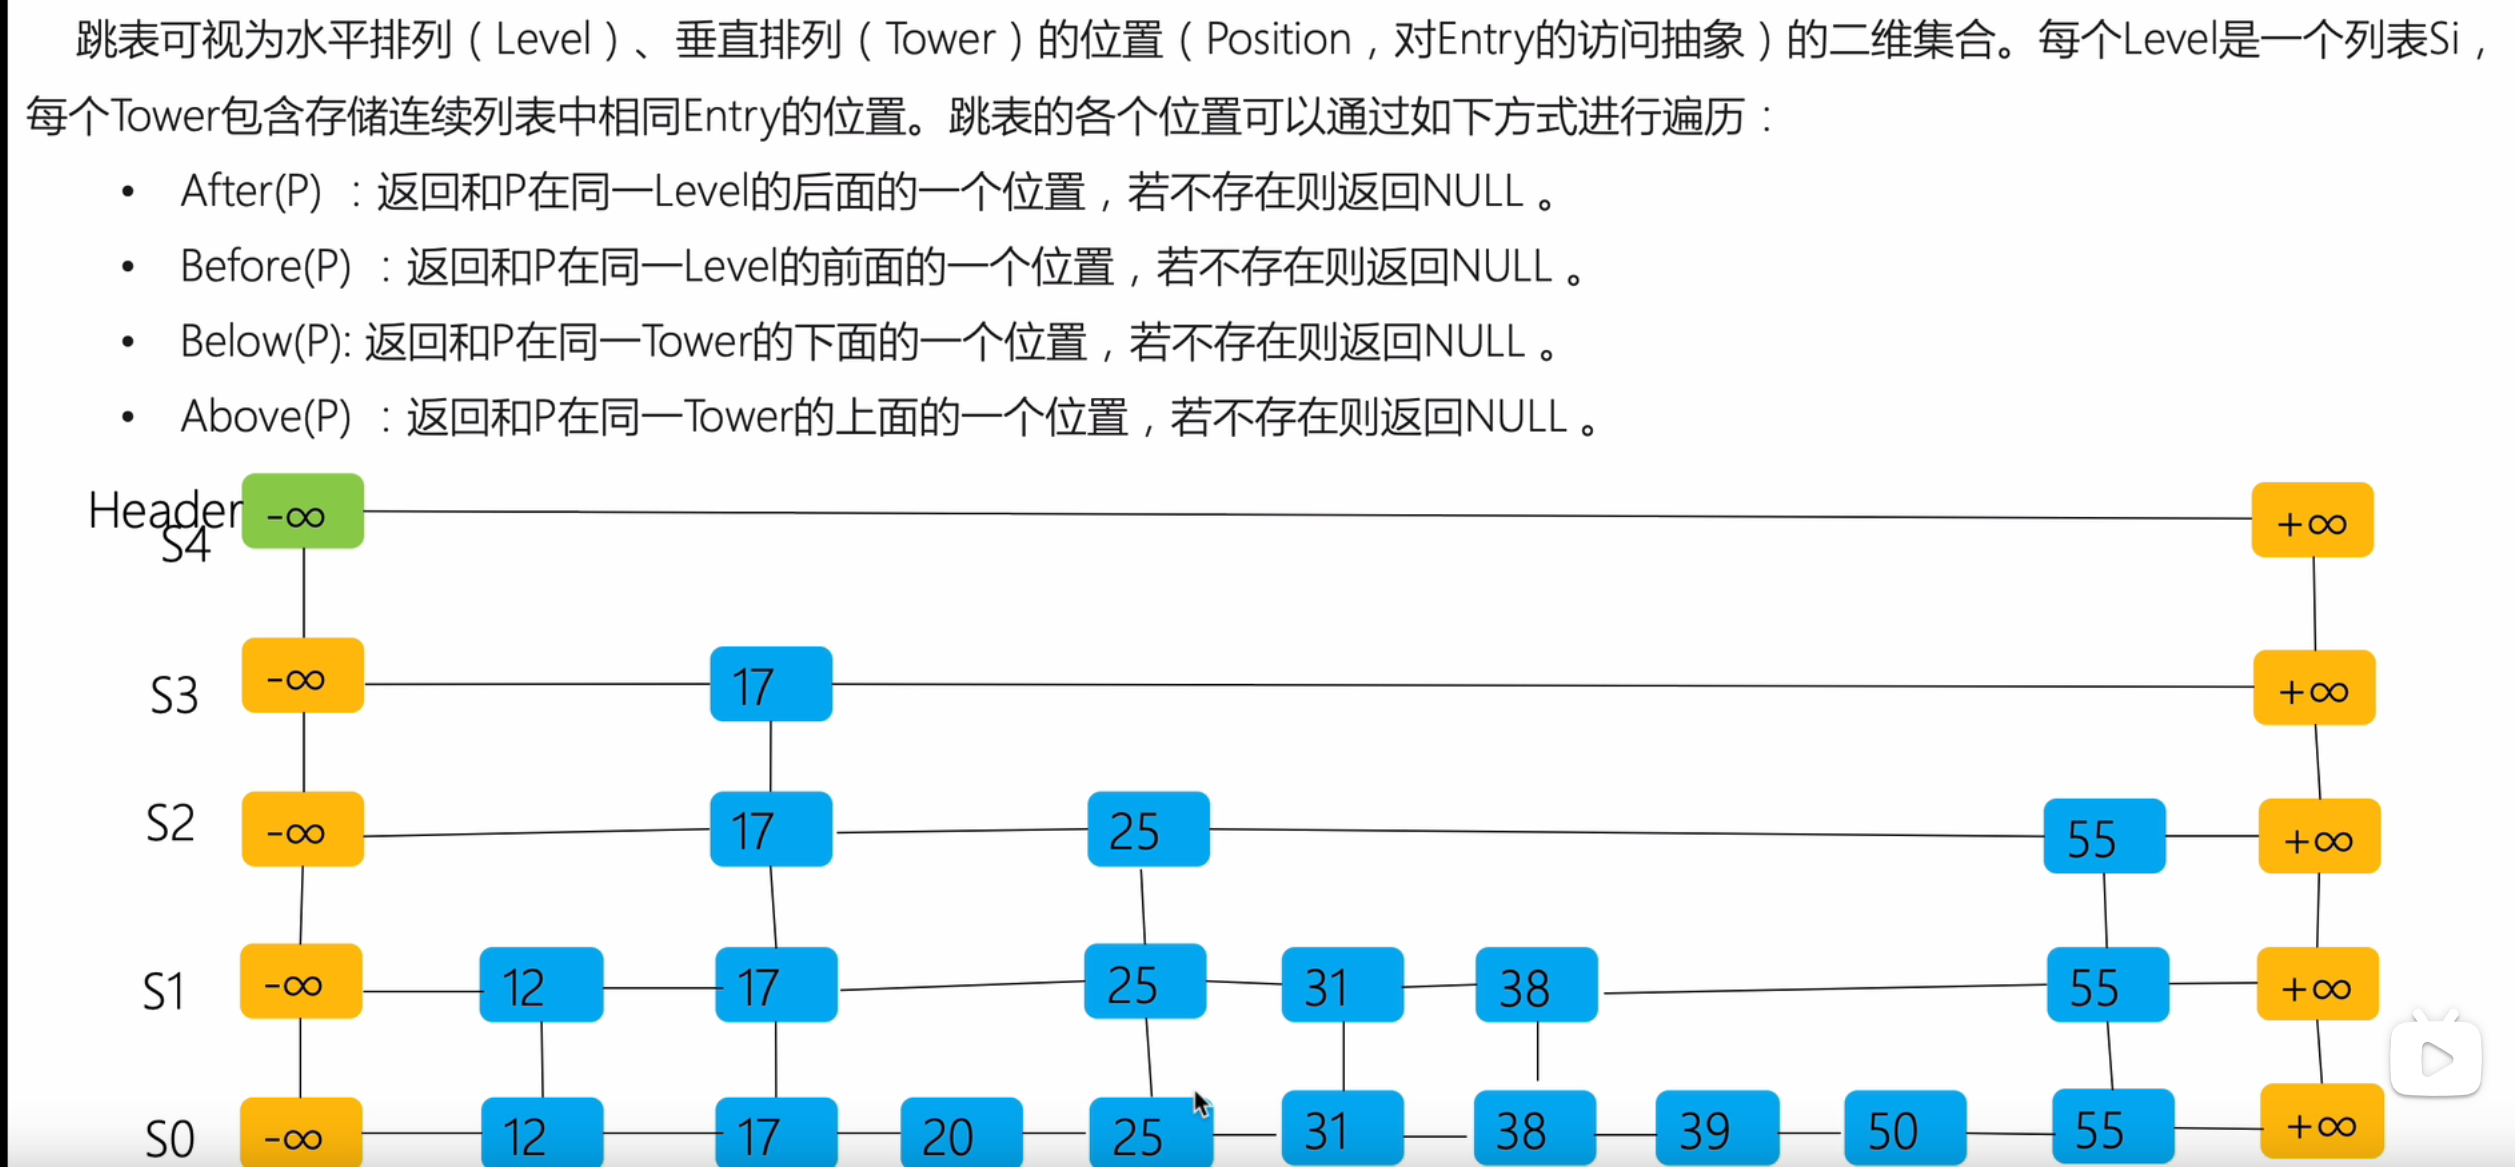 跳表可视为水平排列（Level）、垂直排列（Tower）的位置（Position，对Entry的访问抽象）的二维集合。每个Level是一个列表Si，
每个Tower包含存储连续列表中相同Entry的位置。跳表的各个位置可以通过如下方式进行遍历：
• After(P) ：返回和P在同一Level的后面的一个位置，若不存在则返回NULL 。
• Before(P) ：返回和P在同一Level的前面的一个位置，若不存在则返回NULL 。
• Below(P): 返回和P在同一Tower的下面的一个位置，若不存在则返回NULL 。
• Above(P) ：返回和P在同一Tower的上面的一个位置，若不存在则返回NULL 。
Header -∞ +∞
S4
S3 -∞ 17 +∞
S2 -∞ 17 25 55 +∞
S1 -∞ 12 17 25 31 38 55 +∞
S0 -∞ 12 17 20 25 31 38 39 50 55 +∞